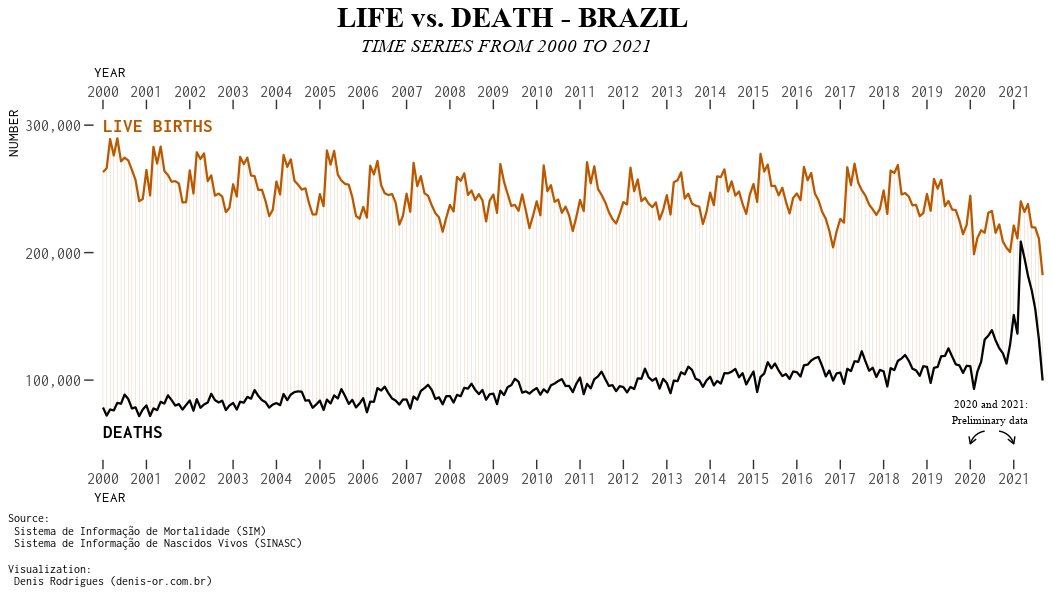 LIFE vs. DEATH - BRAZIL
TIME SERIES FROM 2000 TO 2021
YEAR
2000 2001 2002 2003 2004 2005 2006 2007 2008 2009 2010 2011 2012 2013 2014 2015 2016 2017 2018 2019 2020 2021
NUMBER
300,000
LIVE BIRTHS
200,000
100,000
2020 and 2021:
Preliminary data
DEATHS
2000 2001 2002 2003 2004 2005 2006 2007 2008 2009 2010 2011 2012 2013 2014 2015 2016 2017 2018 2019 2020 2021
YEAR
Source:
Sistema de Informação de Mortalidade (SIM)
Sistema de Informação de Nascidos Vivos (SINASC)
Visualization:
Denis Rodrigues (denis-or.com.br)